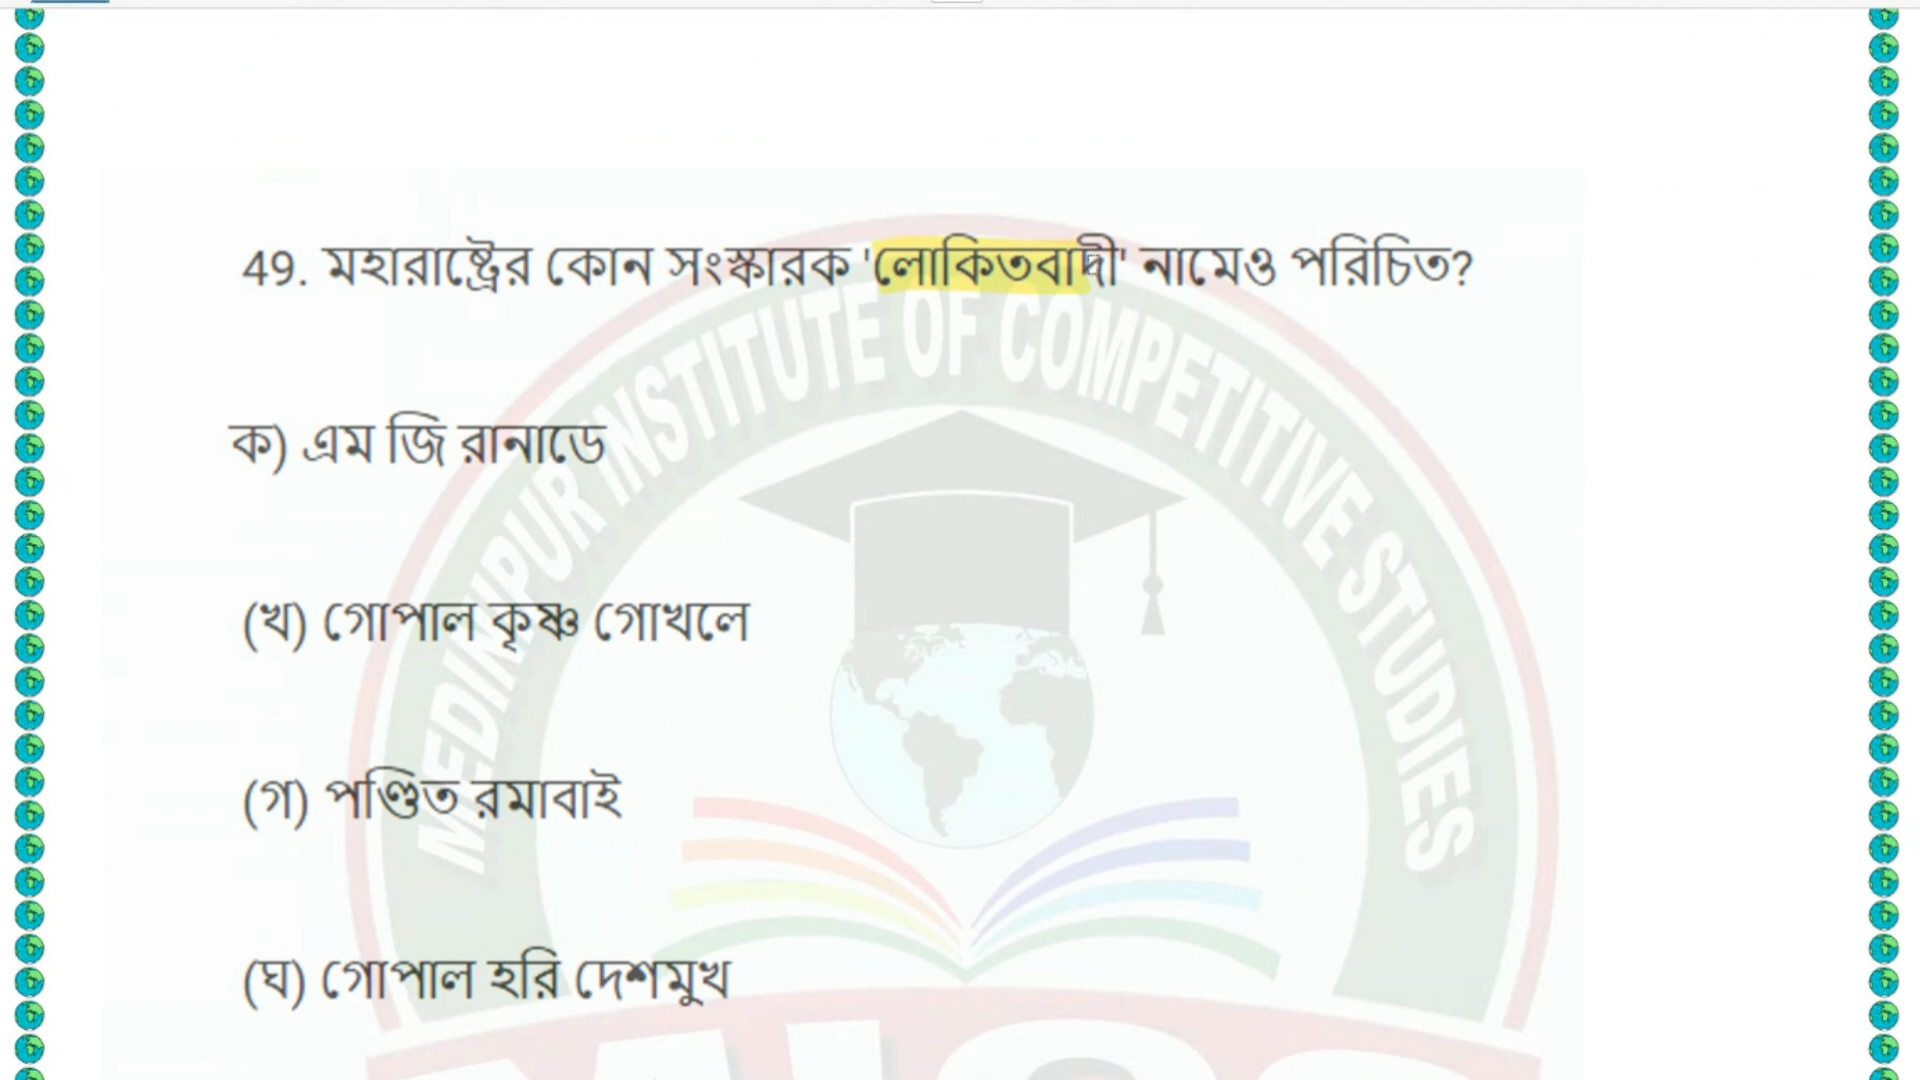 49. মহারাষ্ট্রের কোন সংস্কারক 'লোকিতবাদী' নামেও পরিচিত?
ক) এম জি রানাডে
(খ) গোপাল কৃষ্ণ গোখলে
(গ) পণ্ডিত রমাবাই
(ঘ) গোপাল হরি দেশমুখ
MEDINIPUR INSTITUTE OF COMPETITIVE STUDIES